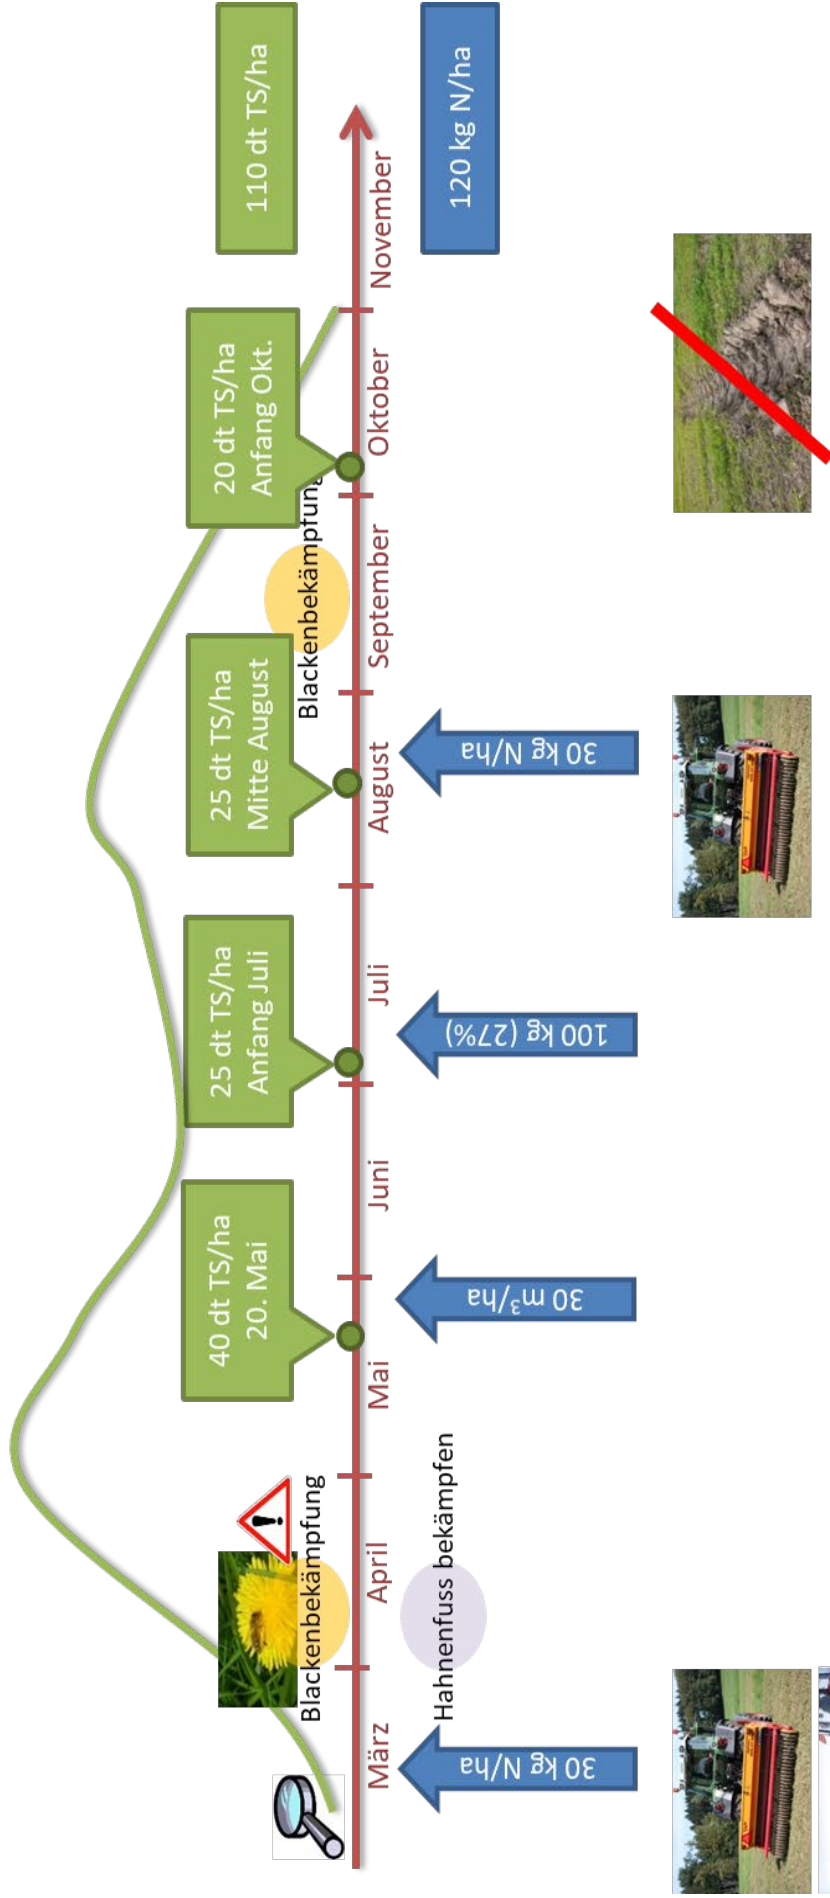 40 dt TS/ha
20. Mai
25 dt TS/ha
Anfang Juli
25 dt TS/ha
Mitte August
20 dt TS/ha
Anfang Okt.
110 dt TS/ha
Blackenbekämpfung
Blackenbekämpfung
März
April
Mai
Juni
Juli
August
September
Oktober
November
Hahnenfuss bekämpfen
30 kg N/ha
30 m³/ha
100 kg (27%)
30 kg N/ha
120 kg N/ha